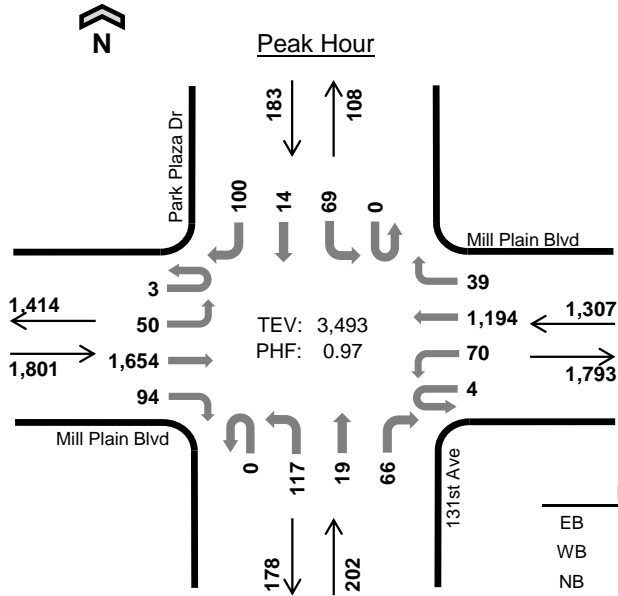 N
Peak Hour
183
108
Park Plaza Dr
100
14
69
0
Mill Plain Blvd
3
39
1,414
50
TEV: 3,493
1,194
1,307
1,801
1,654
PHF: 0.97
70
1,793
94
4
Mill Plain Blvd
0
117
19
66
131st Ave
178
202
EB
WB
NB